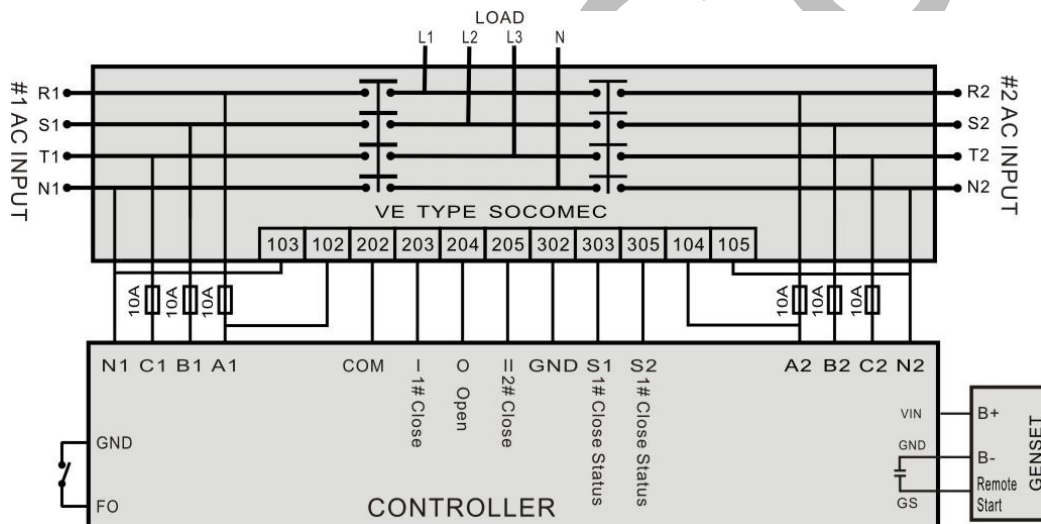 LOAD
L1 L2 L3 N
#1 AC INPUT
R1
S1
T1
N1
#2 AC INPUT
R2
S2
T2
N2
VE TYPE SOCOMEC
103 102 202 203 204 205 302 303 305 104 105
10A 10A 10A 10A 10A 10A
N1 C1 B1 A1 COM I O II GND S1 S2 A2 B2 C2 N2
1# Close
Open
2# Close
1# Close Status
1# Close Status
GND
FO
CONTROLLER
VIN
GND
GS
B+
B-
Remote
Start
GENSET